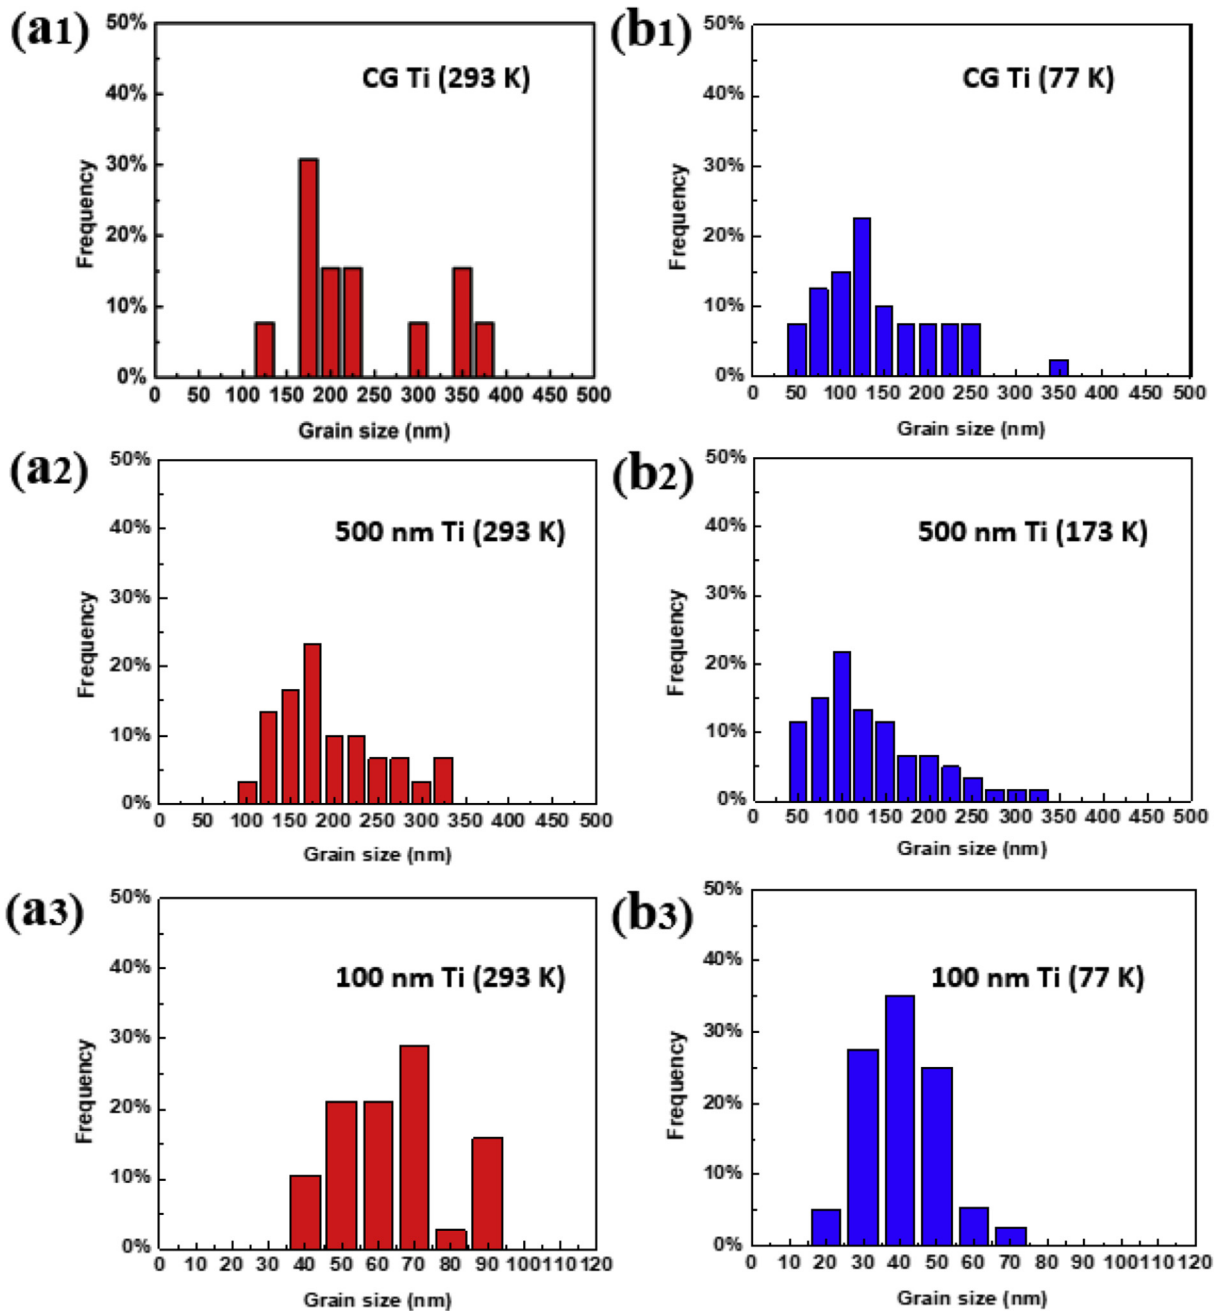 (a1)
50%
40%
30%
20%
10%
0%
Frequency
CG Ti (293 K)
0 50 100 150 200 250 300 350 400 450 500
Grain size (nm)
(b1)
50%
40%
30%
20%
10%
0%
Frequency
CG Ti (77 K)
0 50 100 150 200 250 300 350 400 450 500
Grain size (nm)
(a2)
50%
40%
30%
20%
10%
0%
Frequency
500 nm Ti (293 K)
0 50 100 150 200 250 300 350 400 450 500
Grain size (nm)
(b2)
50%
40%
30%
20%
10%
0%
Frequency
500 nm Ti (173 K)
0 50 100 150 200 250 300 350 400 450 500
Grain size (nm)
(a3)
50%
40%
30%
20%
10%
0%
Frequency
100 nm Ti (293 K)
0 10 20 30 40 50 60 70 80 90 100 110 120
Grain size (nm)
(b3)
50%
40%
30%
20%
10%
0%
Frequency
100 nm Ti (77 K)
0 10 20 30 40 50 60 70 80 90 100 110 120
Grain size (nm)